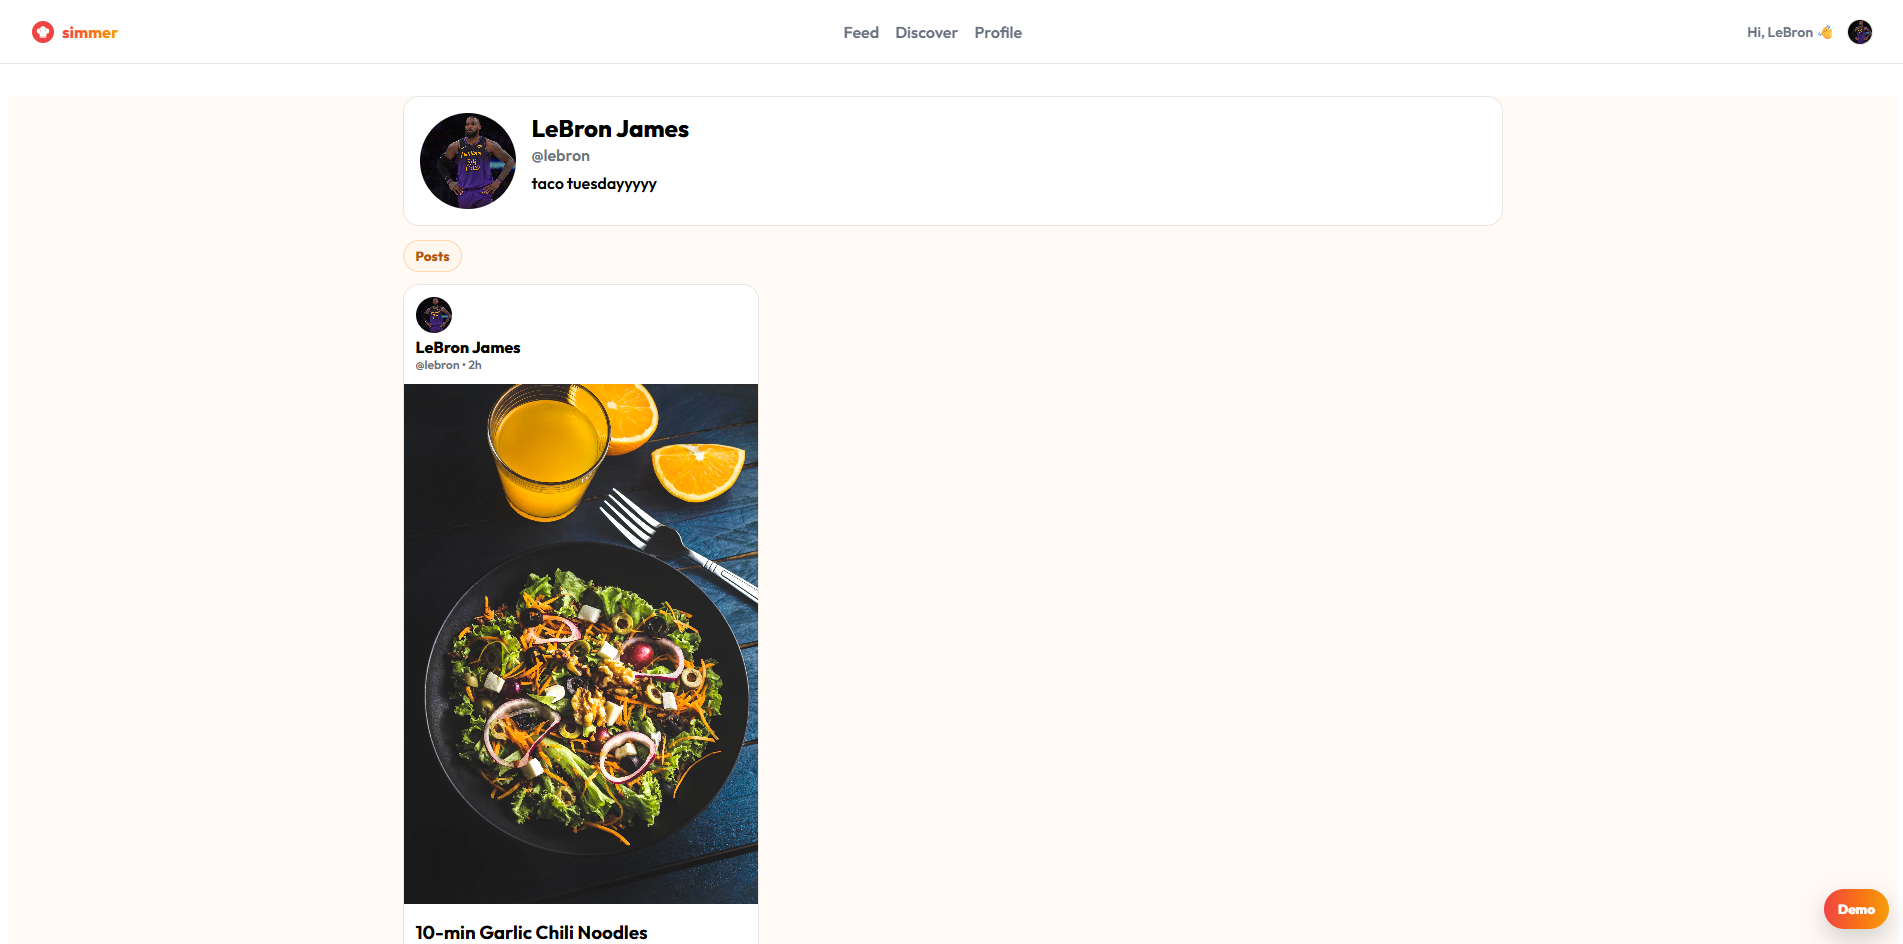 simmer
Feed Discover Profile
Hi, LeBron 👋
LeBron James
@lebron
taco tuesdayyyyy
Posts
LeBron James
@lebron • 2h
10-min Garlic Chili Noodles
Demo